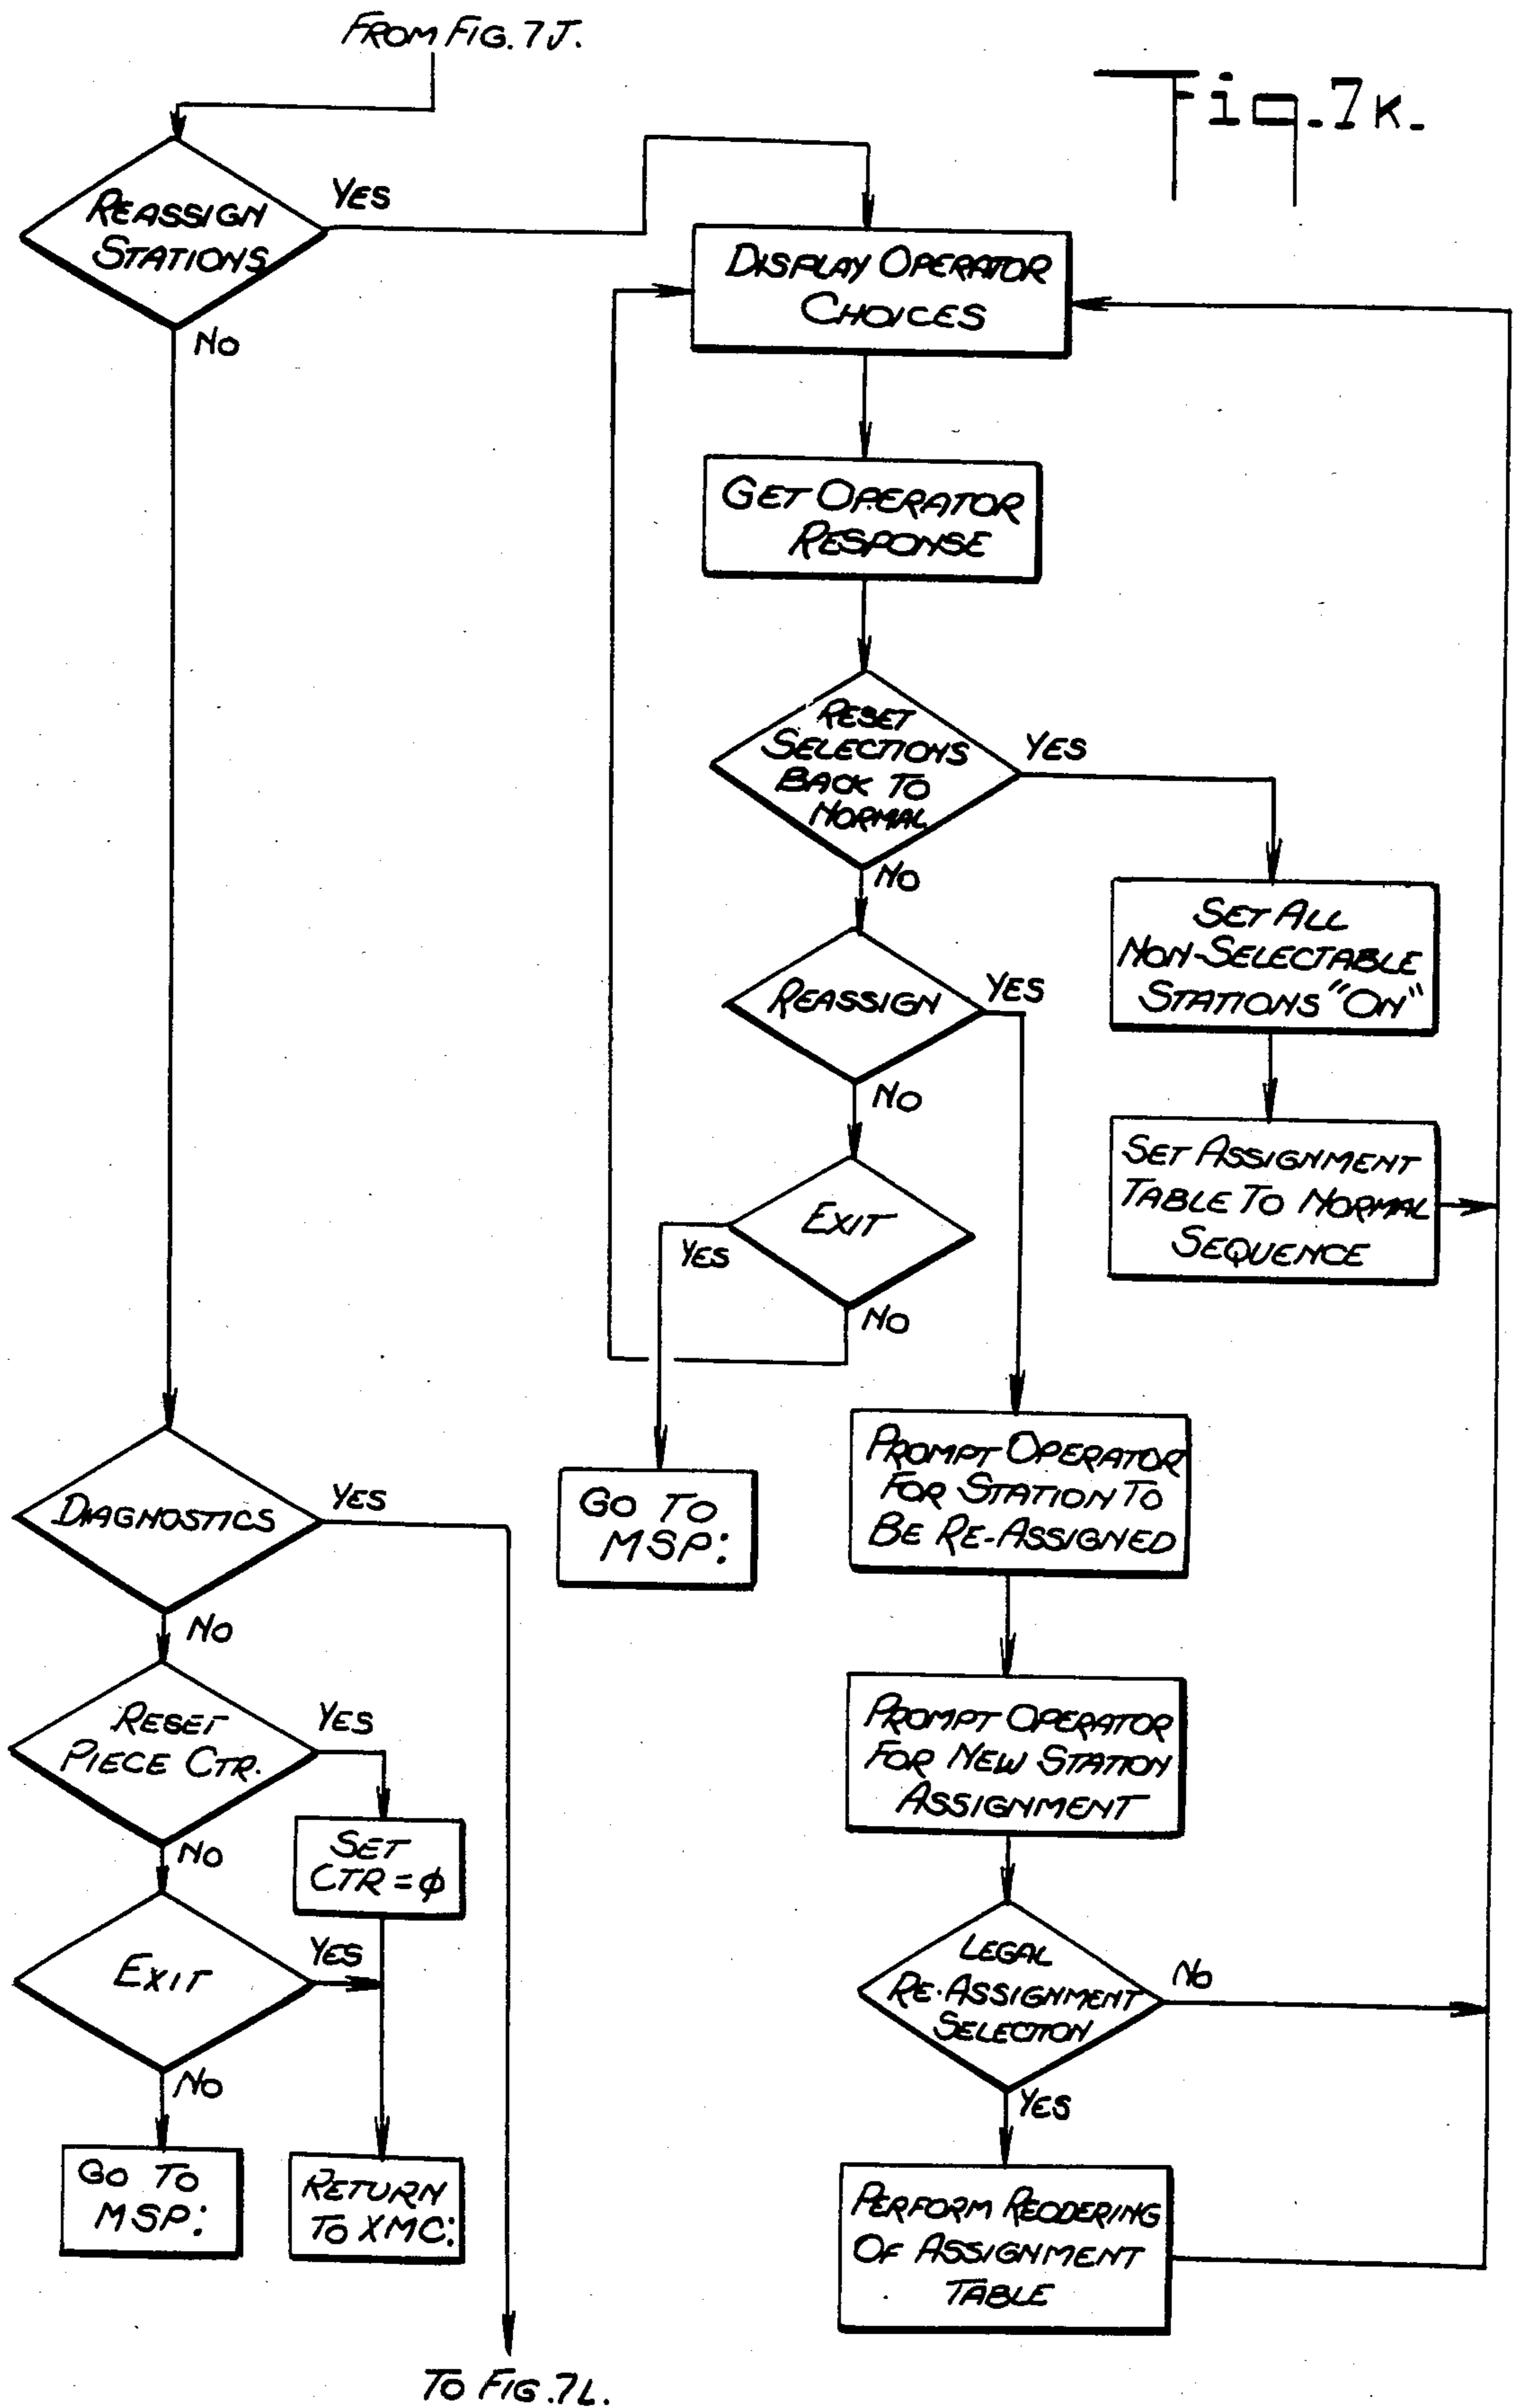 FROM FIG. 7J.
Fig. 7K.
REASSIGN
STATIONS
YES
NO
DISPLAY OPERATOR
CHOICES
GET OPERATOR
RESPONSE
RESET
SELECTIONS
BACK TO
NORMAL
YES
NO
SET ALL
NON-SELECTABLE
STATIONS "ON"
SET ASSIGNMENT
TABLE TO NORMAL
SEQUENCE
REASSIGN
YES
NO
EXIT
YES
NO
GO TO
MSP:
PROMPT OPERATOR
FOR STATION TO
BE RE-ASSIGNED
PROMPT OPERATOR
FOR NEW STATION
ASSIGNMENT
LEGAL
RE-ASSIGNMENT
SELECTION
NO
YES
PERFORM REODERING
OF ASSIGNMENT
TABLE
DIAGNOSTICS
YES
NO
RESET
PIECE CTR.
YES
NO
SET
CTR = ϕ
EXIT
YES
NO
GO TO
MSP:
RETURN
TO XMC:
TO FIG. 7L.